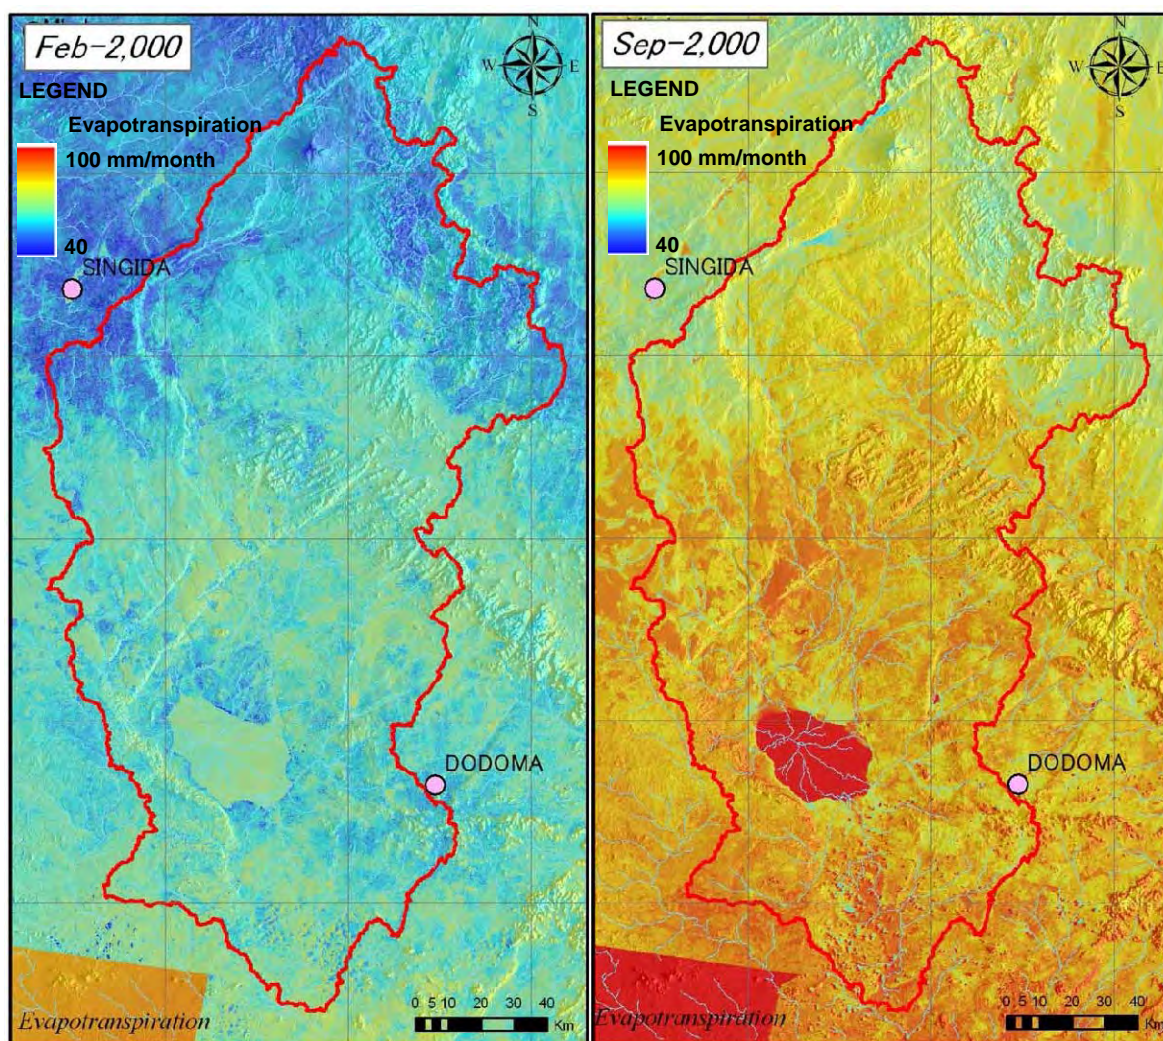 Feb-2,000
N
W E
S
LEGEND
Evapotranspiration
100 mm/month
40
SINGIDA
DODOMA
0 5 10 20 30 40
Km
Evapotranspiration
Sep-2,000
N
W E
S
LEGEND
Evapotranspiration
100 mm/month
40
SINGIDA
DODOMA
0 5 10 20 30 40
Km
Evapotranspiration